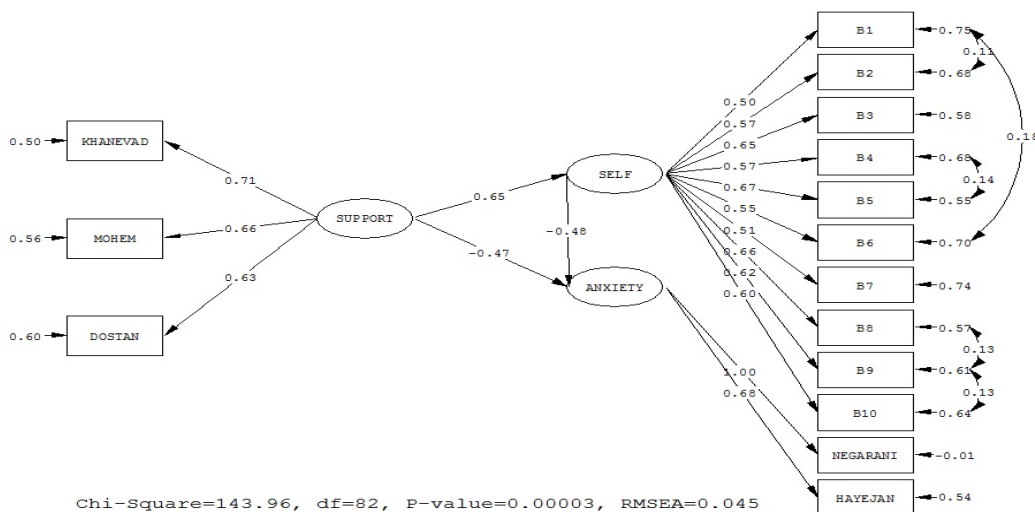 B1
0.75
0.11
B2
0.68
0.50
B3
0.58
0.57
0.18
0.50
KHANEVAD
0.65
B4
0.68
0.57
0.14
0.71
SELF
0.67
B5
0.55
0.65
0.55
SUPPORT
0.51
0.56
MOHEM
0.66
-0.48
B6
0.70
0.66
-0.47
0.62
0.63
ANXIETY
0.60
B7
0.74
B8
0.57
0.60
DOSTAN
0.13
B9
0.61
1.00
0.13
0.68
B10
0.64
NEGARANI
-0.01
HAYEJAN
0.54
Chi-Square=143.96, df=82, P-value=0.00003, RMSEA=0.045